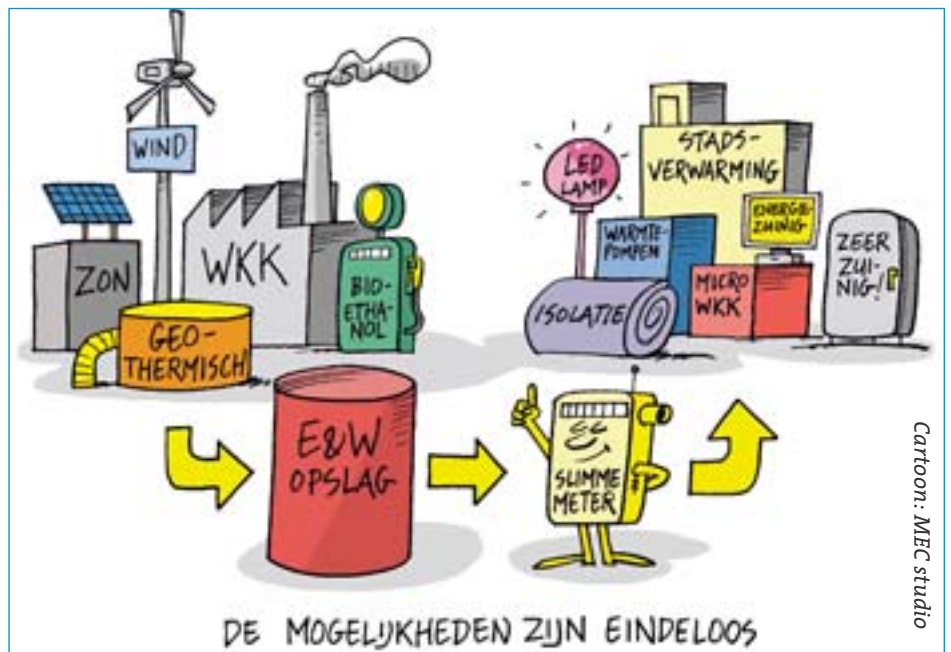 WIND
ZON
WKK
BIO-
ETHA-
NOL
GEO-
THERMISCH
LED
LAMP
STADS-
VERWARMING
WARMTE-
POMPEN
ENERGIE-
ZUINIG
ISOLATIE
MICRO
WKK
ZEER
ZUI-
NIG!
E&W
OPSLAG
SLIMME
METER
DE MOGELIJKHEDEN ZIJN EINDELOOS
Cartoon: MEC studio